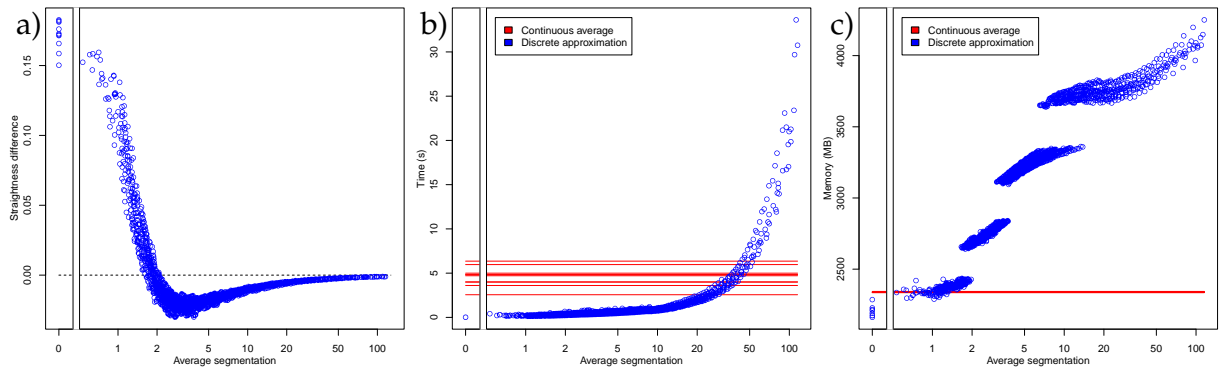 a)
Straightness difference
0.15
0.10
0.05
0.00
0 1 2 5 10 20 50 100
Average segmentation
b)
Continuous average
Discrete approximation
Time (s)
30
25
20
15
10
5
0
0 1 2 5 10 20 50 100
Average segmentation
c)
Continuous average
Discrete approximation
Memory (MB)
4000
3500
3000
2500
0 1 2 5 10 20 50 100
Average segmentation